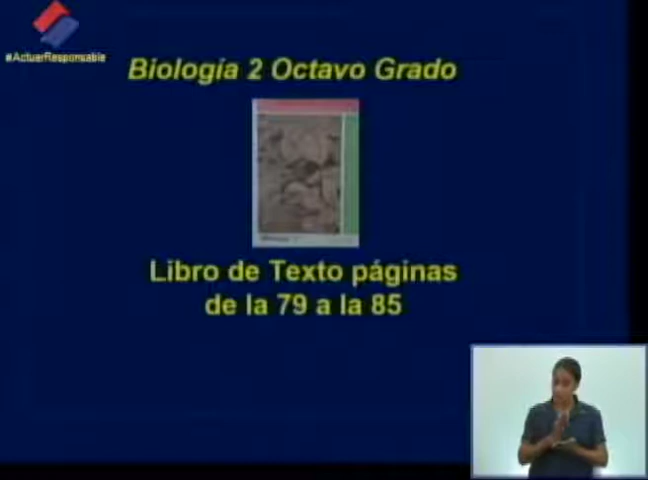 #ActuarResponsable
Biología 2 Octavo Grado
Libro de Texto páginas
de la 79 a la 85